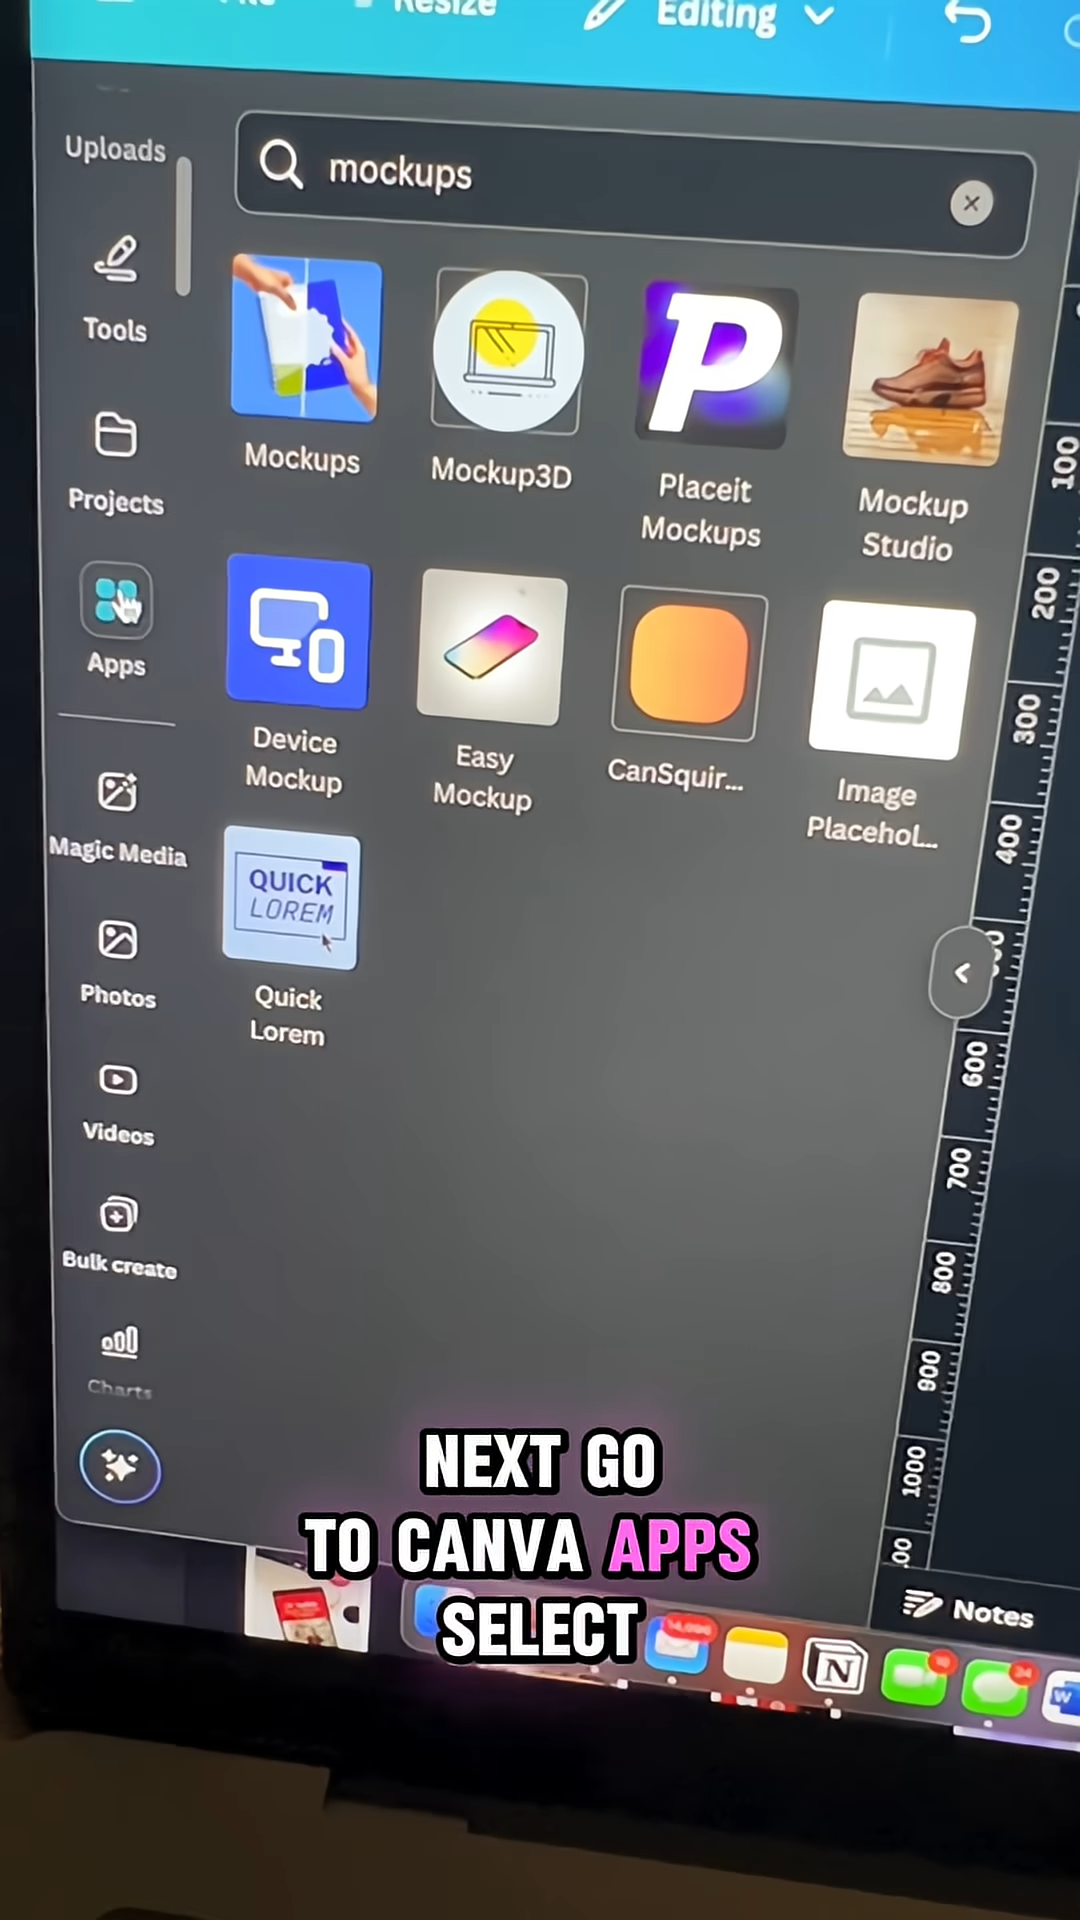 Resize
Editing
Uploads
mockups
Tools
Projects
Apps
Magic Media
Photos
Videos
Bulk create
Charts
Mockups
Mockup3D
P
Placeit
Mockups
Mockup
Studio
Device
Mockup
Easy
Mockup
CanSquir...
Image
Placehol...
QUICK
LOREM
Quick
Lorem
100
200
300
400
600
700
800
900
1000
NEXT GO
TO CANVA APPS
SELECT
Notes
N
W